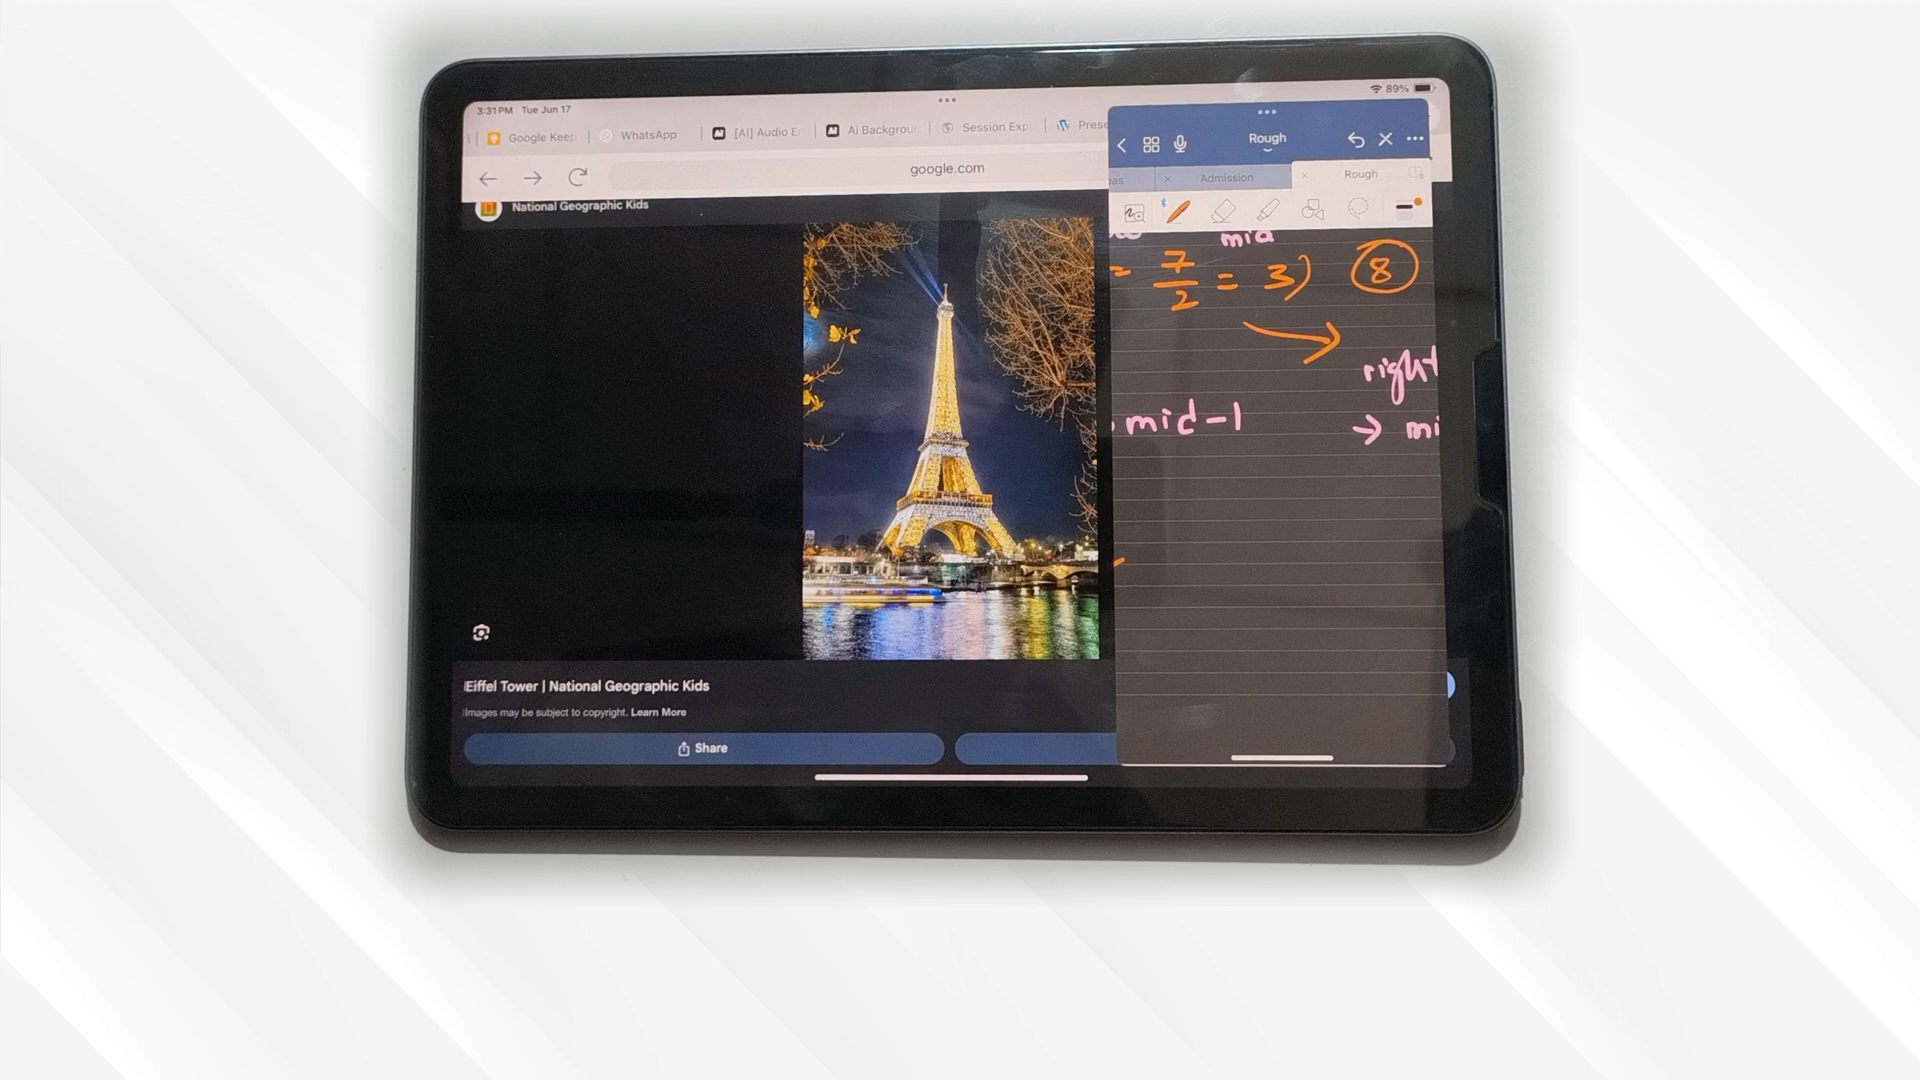 3:31 PM Tue Jun 17
89%
Google Keep
WhatsApp
[AI] Audio E
Ai Backgrou
Session Exp
Prese
google.com
National Geographic Kids
Rough
Admission
Rough
mid
= 7/2 = 3) 8
right
mid-1
→ mi
Eiffel Tower | National Geographic Kids
Images may be subject to copyright. Learn More
Share